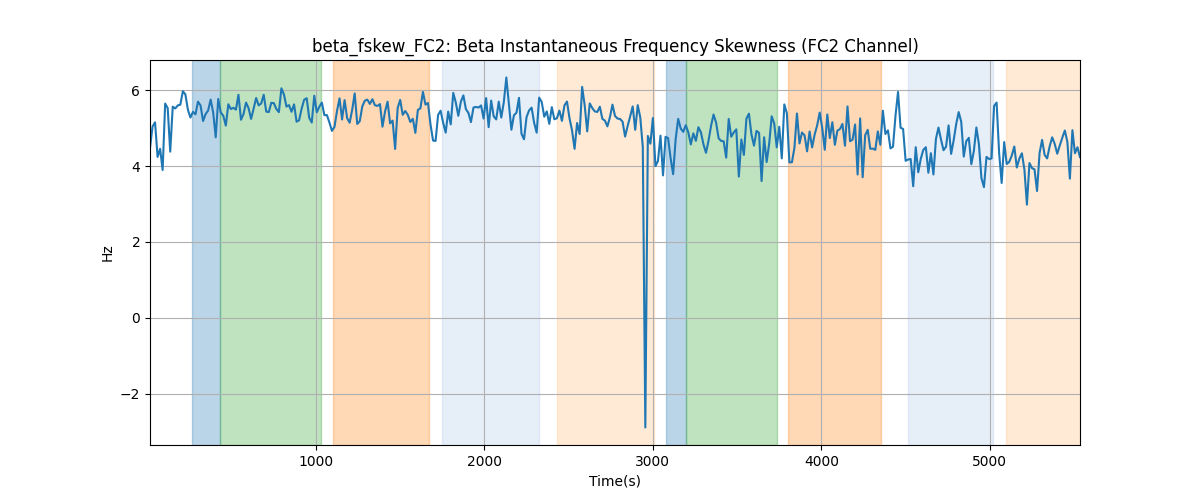 beta_fskew_FC2: Beta Instantaneous Frequency Skewness (FC2 Channel)
6
4
2
0
−2
Hz
1000 2000 3000 4000 5000
Time(s)